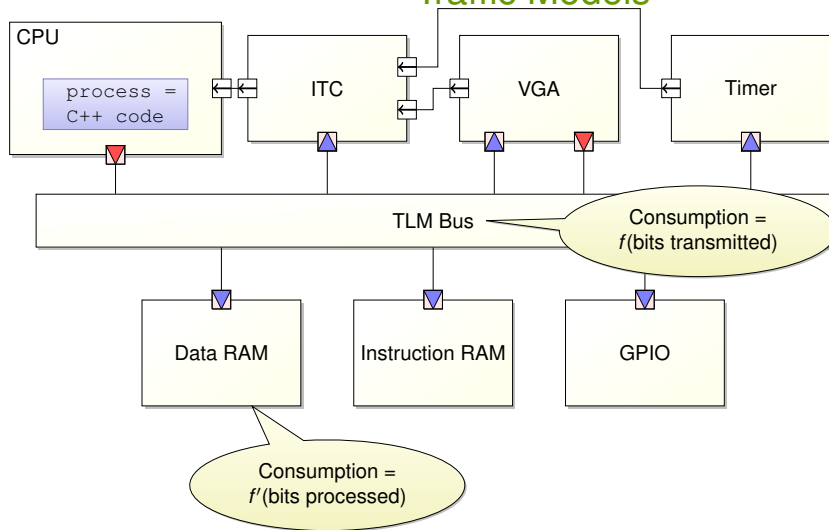 Traffic Models
CPU
process =
C++ code
ITC
VGA
Timer
TLM Bus
Consumption =
f(bits transmitted)
Data RAM
Instruction RAM
GPIO
Consumption =
f′(bits processed)